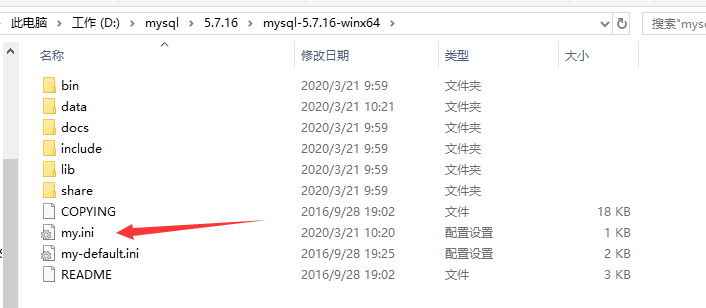 此电脑 › 工作 (D:) › mysql › 5.7.16 › mysql-5.7.16-winx64 ›
搜索"mys
名称 修改日期 类型 大小
bin 2020/3/21 9:59 文件夹
data 2020/3/21 10:21 文件夹
docs 2020/3/21 9:59 文件夹
include 2020/3/21 9:59 文件夹
lib 2020/3/21 9:59 文件夹
share 2020/3/21 9:59 文件夹
COPYING 2016/9/28 19:02 文件 18 KB
my.ini 2020/3/21 10:20 配置设置 1 KB
my-default.ini 2016/9/28 19:25 配置设置 2 KB
README 2016/9/28 19:02 文件 3 KB